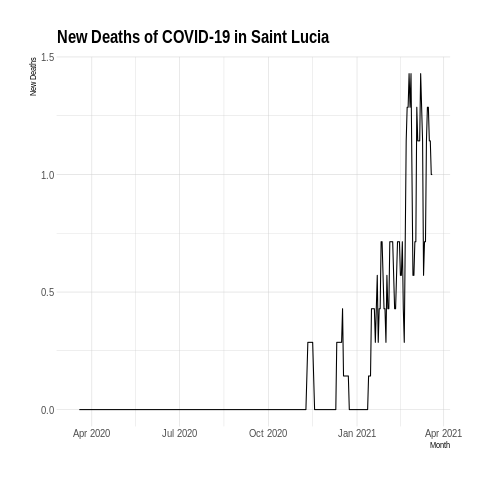 New Deaths of COVID-19 in Saint Lucia
New Deaths
1.5
1.0
0.5
0.0
Apr 2020 Jul 2020 Oct 2020 Jan 2021 Apr 2021
Month